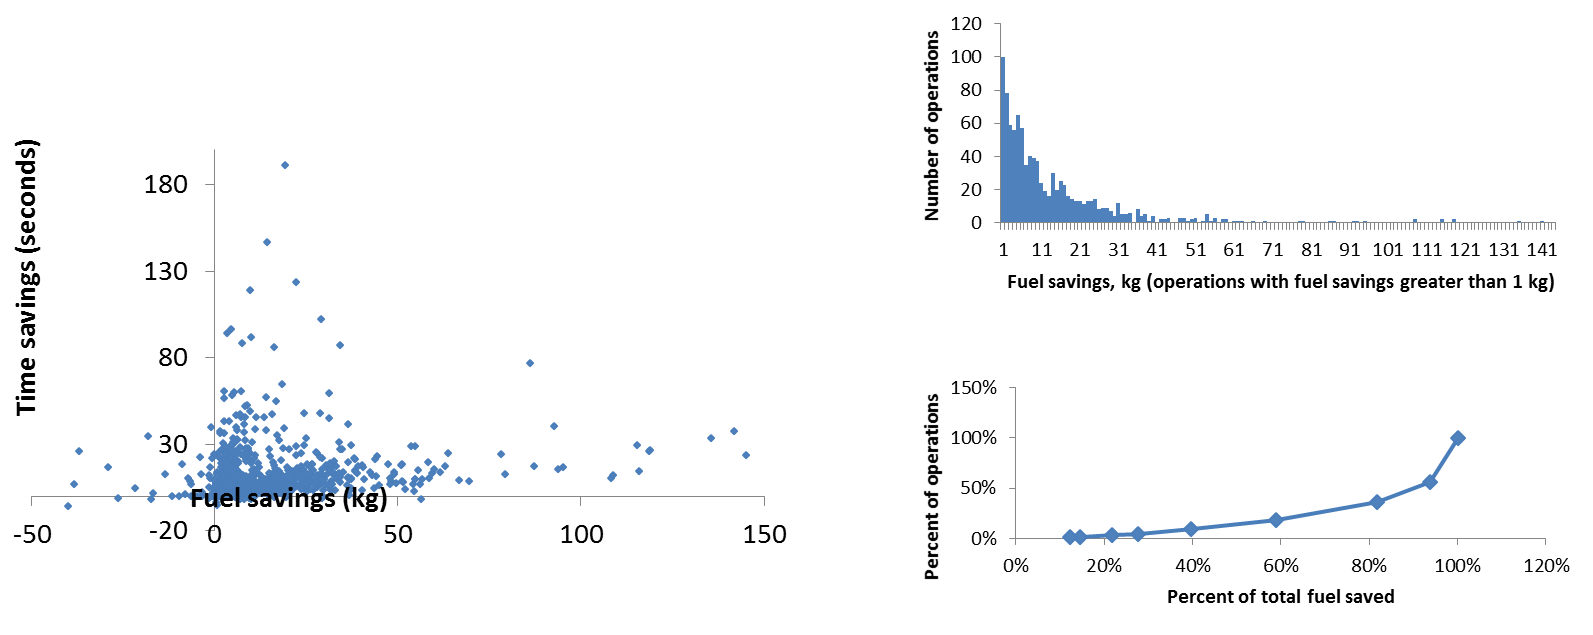 Time savings (seconds)
180
130
80
30
-20
-50
0
50
100
150
Fuel savings (kg)
Number of operations
120
100
80
60
40
20
0
1 11 21 31 41 51 61 71 81 91 101 111 121 131 141
Fuel savings, kg (operations with fuel savings greater than 1 kg)
Percent of operations
150%
100%
50%
0%
0% 20% 40% 60% 80% 100% 120%
Percent of total fuel saved